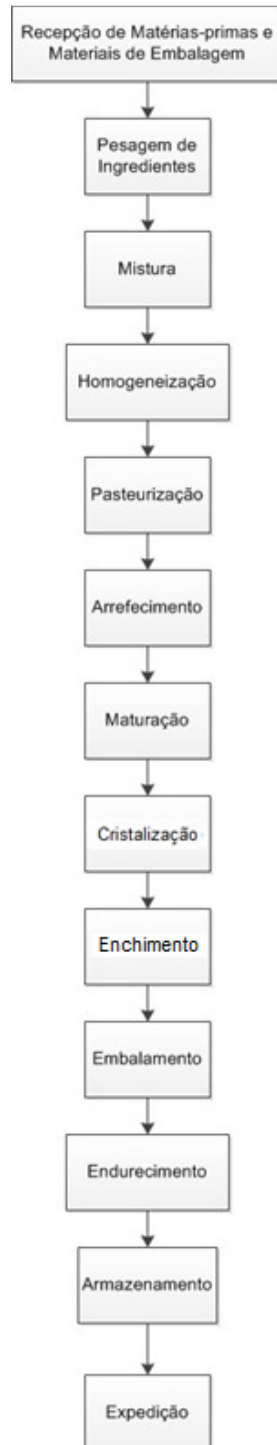 Recepção de Matérias-primas e
Materiais de Embalagem
Pesagem de
Ingredientes
Mistura
Homogeneização
Pasteurização
Arrefecimento
Maturação
Cristalização
Enchimento
Embalamento
Endurecimento
Armazenamento
Expedição